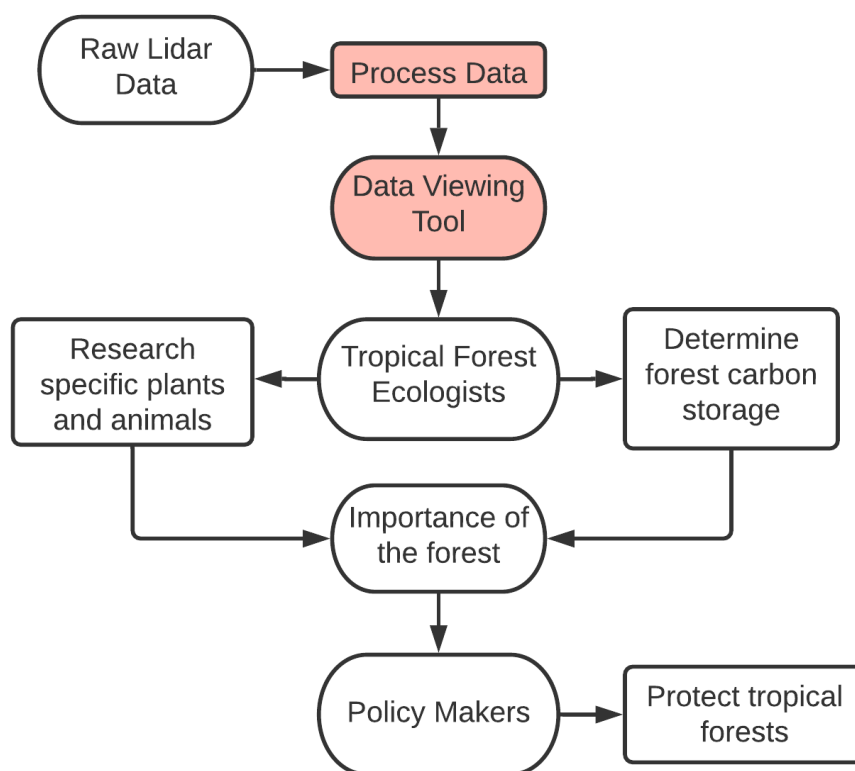 Raw Lidar
Data
Process Data
Data Viewing
Tool
Research
specific plants
and animals
Tropical Forest
Ecologists
Determine
forest carbon
storage
Importance of
the forest
Policy Makers
Protect tropical
forests